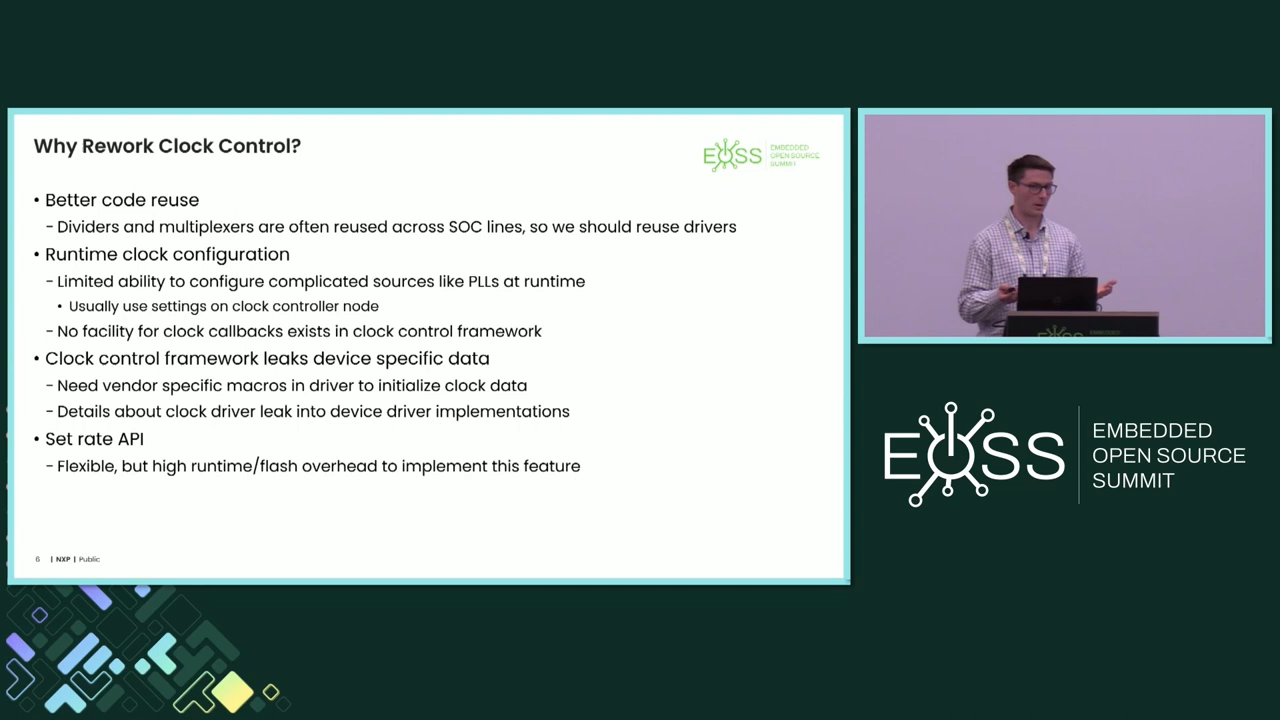 Why Rework Clock Control?
EOSS
EMBEDDED
OPEN SOURCE
SUMMIT
• Better code reuse
- Dividers and multiplexers are often reused across SOC lines, so we should reuse drivers
• Runtime clock configuration
- Limited ability to configure complicated sources like PLLs at runtime
• Usually use settings on clock controller node
- No facility for clock callbacks exists in clock control framework
• Clock control framework leaks device specific data
- Need vendor specific macros in driver to initialize clock data
- Details about clock driver leak into device driver implementations
• Set rate API
- Flexible, but high runtime/flash overhead to implement this feature
6 | NXP | Public
EOSS
EMBEDDED
OPEN SOURCE
SUMMIT